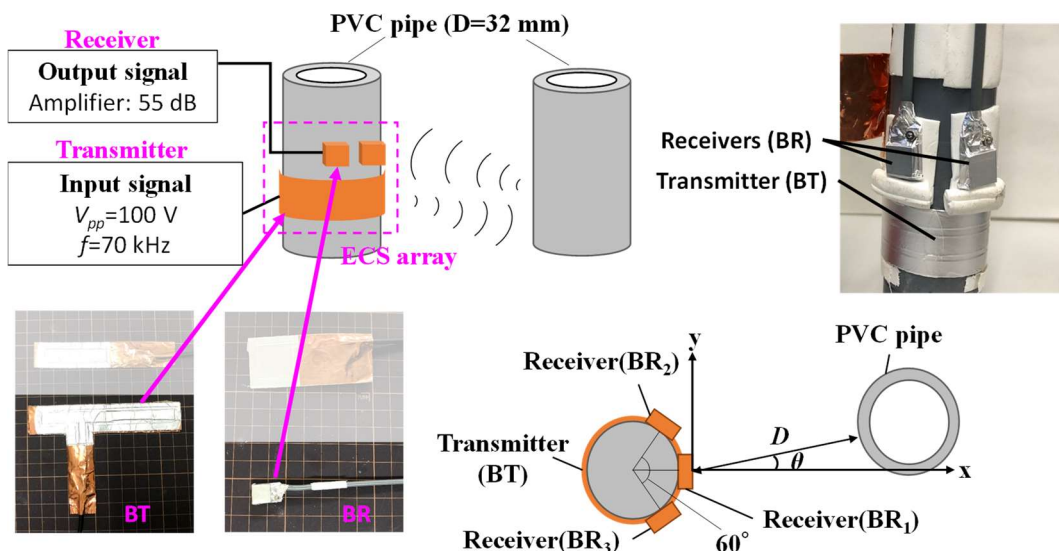 PVC pipe (D=32 mm)
Receiver
Output signal
Amplifier: 55 dB
Transmitter
Input signal
Vpp=100 V
f=70 kHz
ECS array
Receivers (BR)
Transmitter (BT)
BT
BR
y
PVC pipe
Receiver(BR2)
Transmitter
(BT)
D
θ
x
Receiver(BR1)
Receiver(BR3)
60°